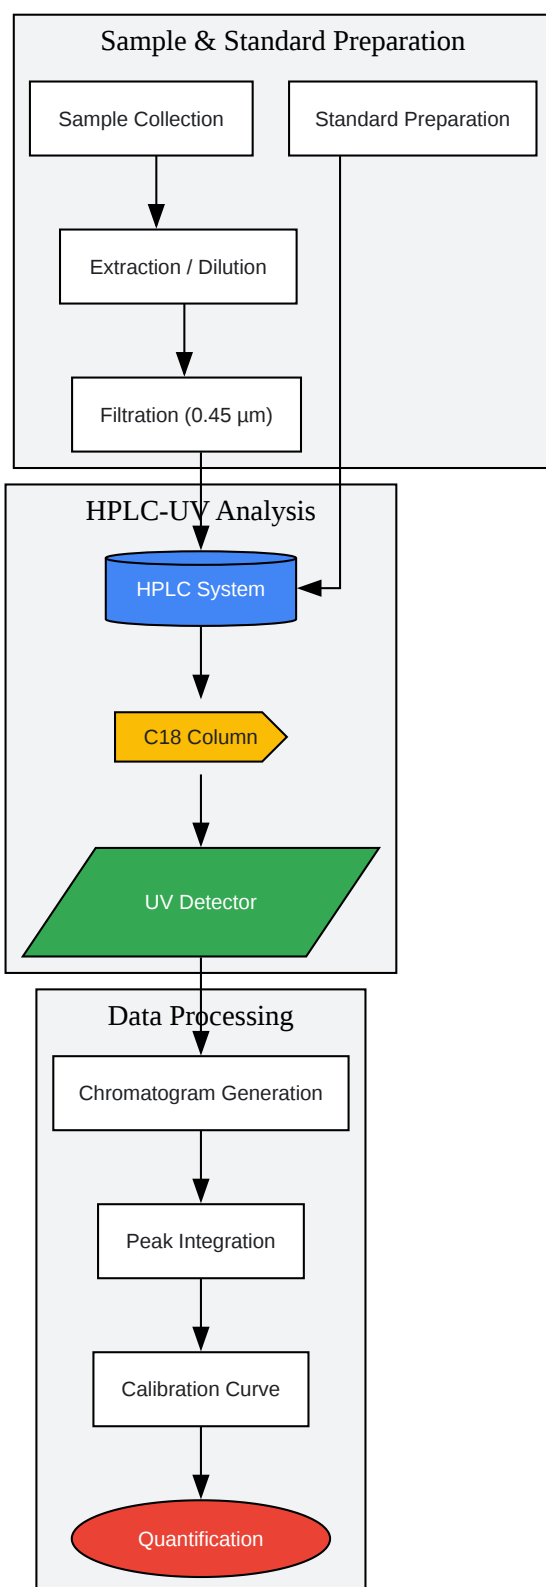 Sample & Standard Preparation
Sample Collection
Standard Preparation
Extraction / Dilution
Filtration (0.45 µm)
HPLC-UV Analysis
HPLC System
C18 Column
UV Detector
Data Processing
Chromatogram Generation
Peak Integration
Calibration Curve
Quantification